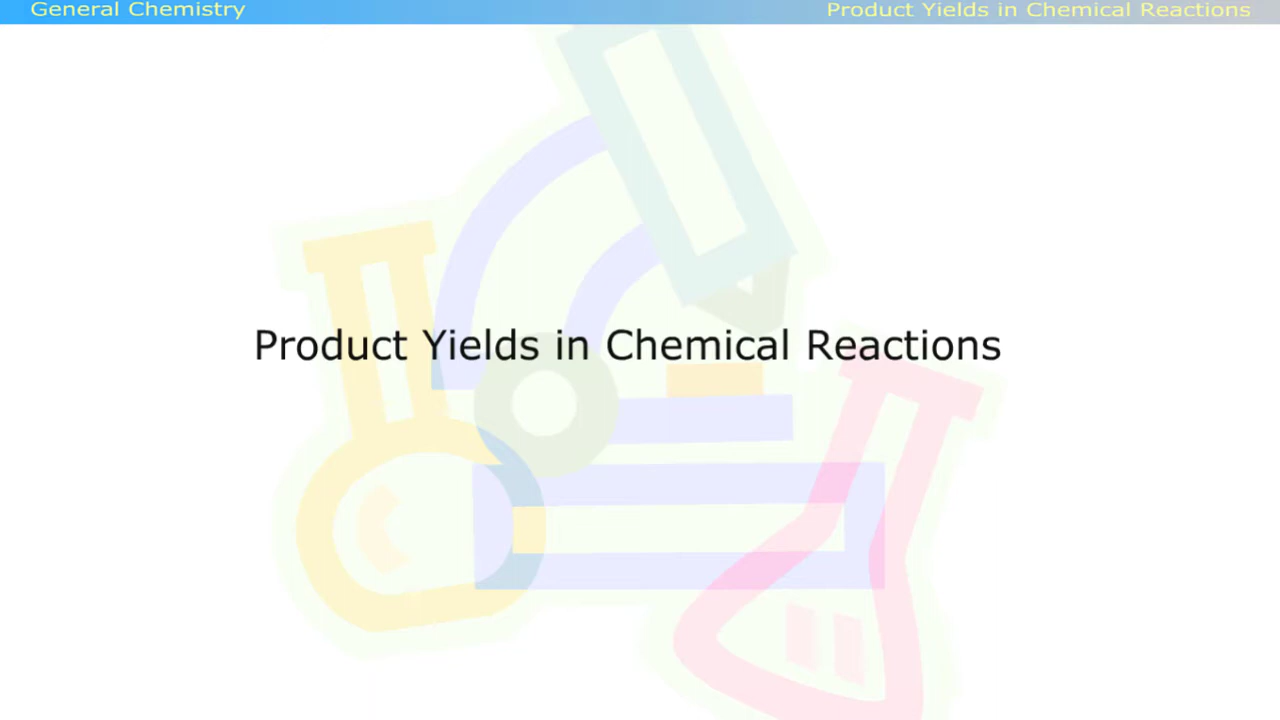 General Chemistry
Product Yields in Chemical Reactions
Product Yields in Chemical Reactions